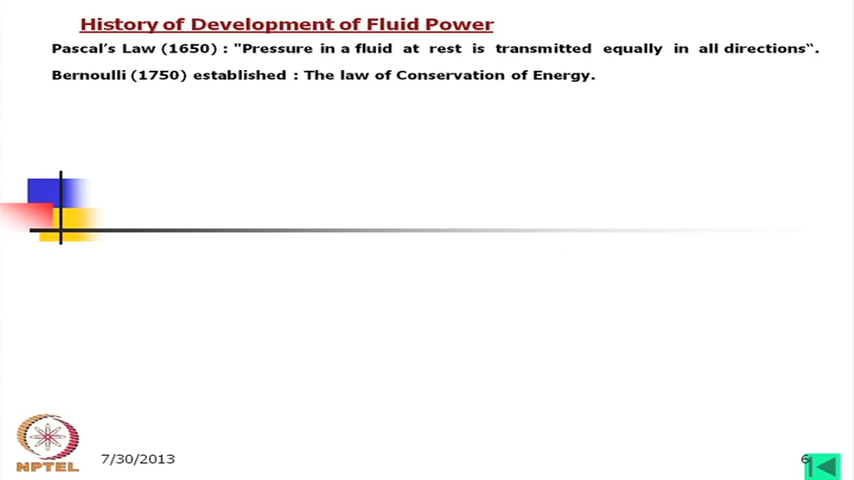 History of Development of Fluid Power
Pascal’s Law (1650) : "Pressure in a fluid at rest is transmitted equally in all directions“.
Bernoulli (1750) established : The law of Conservation of Energy.
NPTEL
7/30/2013
6